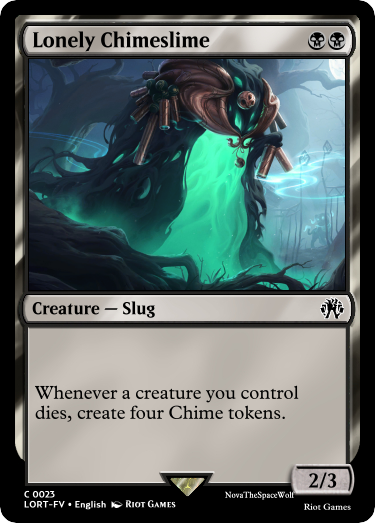 Lonely Chimeslime
Creature — Slug
Whenever a creature you control
dies, create four Chime tokens.
2/3
C 0023
LORT-FV • English Riot Games
NovaTheSpaceWolf
Riot Games